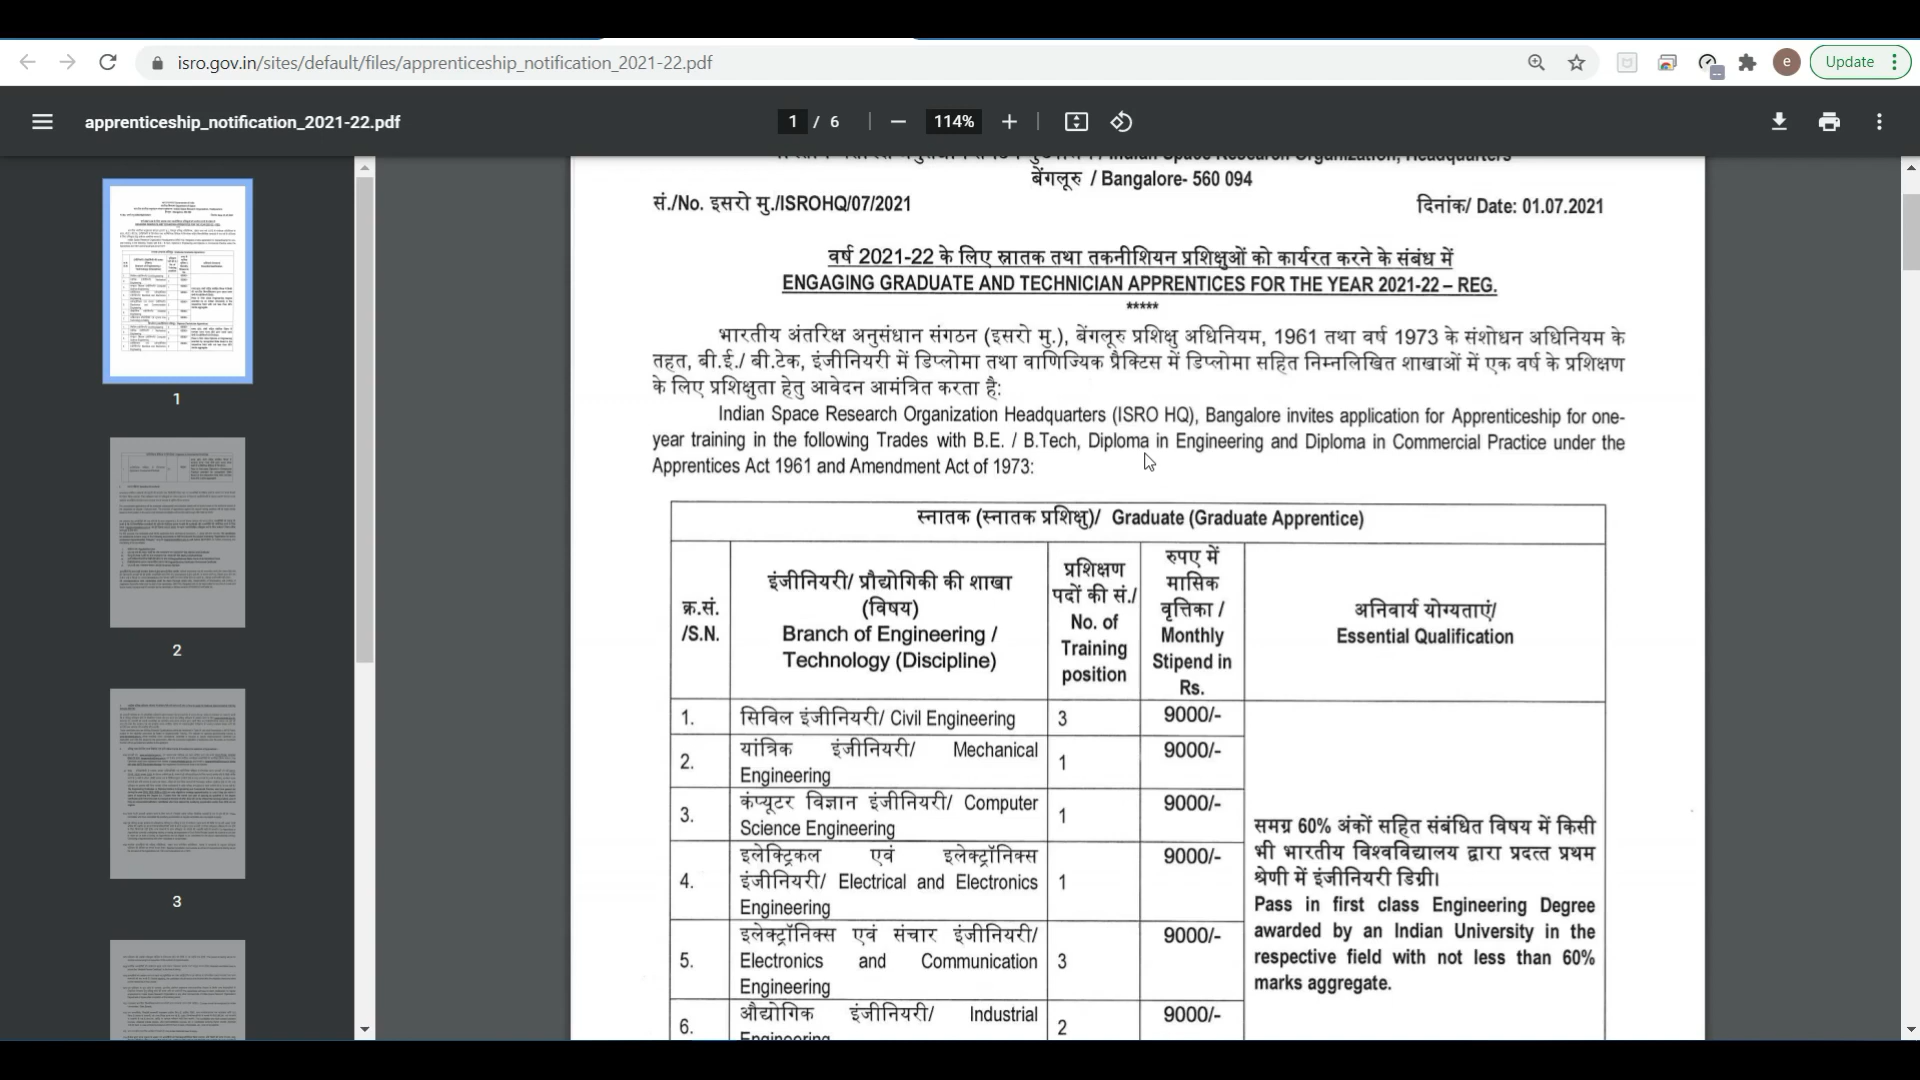 isro.gov.in/sites/default/files/apprenticeship_notification_2021-22.pdf
e
Update
apprenticeship_notification_2021-22.pdf
1 / 6
114%
1
2
3
Indian Space Research Organization, Headquarters
बेंगलूरु / Bangalore- 560 094
सं./No. इसरो मु./ISROHQ/07/2021
दिनांक/ Date: 01.07.2021
वर्ष 2021-22 के लिए स्नातक तथा तकनीशियन प्रशिक्षुओं को कार्यरत करने के संबंध में
ENGAGING GRADUATE AND TECHNICIAN APPRENTICES FOR THE YEAR 2021-22 – REG.
*****
भारतीय अंतरिक्ष अनुसंधान संगठन (इसरो मु.), बेंगलूरु प्रशिक्षु अधिनियम, 1961 तथा वर्ष 1973 के संशोधन अधिनियम के
तहत, बी.ई./ बी.टेक, इंजीनियरी में डिप्लोमा तथा वाणिज्यिक प्रैक्टिस में डिप्लोमा सहित निम्नलिखित शाखाओं में एक वर्ष के प्रशिक्षण
के लिए प्रशिक्षुता हेतु आवेदन आमंत्रित करता है:
Indian Space Research Organization Headquarters (ISRO HQ), Bangalore invites application for Apprenticeship for one-
year training in the following Trades with B.E. / B.Tech, Diploma in Engineering and Diploma in Commercial Practice under the
Apprentices Act 1961 and Amendment Act of 1973:
स्नातक (स्नातक प्रशिक्षु)/ Graduate (Graduate Apprentice)
क्र.सं.
/S.N.
इंजीनियरी/ प्रौद्योगिकी की शाखा
(विषय)
Branch of Engineering /
Technology (Discipline)
प्रशिक्षण
पदों की सं./
No. of
Training
position
रुपए में
मासिक
वृत्तिका /
Monthly
Stipend in
Rs.
अनिवार्य योग्यताएं/
Essential Qualification
1.
सिविल इंजीनियरी/ Civil Engineering
3
9000/-
2.
यांत्रिक इंजीनियरी/ Mechanical
Engineering
1
9000/-
3.
कंप्यूटर विज्ञान इंजीनियरी/ Computer
Science Engineering
1
9000/-
4.
इलेक्ट्रिकल एवं इलेक्ट्रॉनिक्स
इंजीनियरी/ Electrical and Electronics
Engineering
1
9000/-
5.
इलेक्ट्रॉनिक्स एवं संचार इंजीनियरी/
Electronics and Communication
Engineering
3
9000/-
6.
औद्योगिक इंजीनियरी/ Industrial
Engineering
2
9000/-
समग्र 60% अंकों सहित संबंधित विषय में किसी
भी भारतीय विश्वविद्यालय द्वारा प्रदत्त प्रथम
श्रेणी में इंजीनियरी डिग्री।
Pass in first class Engineering Degree
awarded by an Indian University in the
respective field with not less than 60%
marks aggregate.